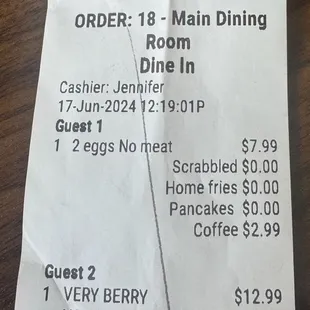 ORDER: 18 - Main Dining
Room
Dine In
Cashier: Jennifer
17-Jun-2024 12:19:01P
Guest 1
1 2 eggs No meat $7.99
Scrabbled $0.00
Home fries $0.00
Pancakes $0.00
Coffee $2.99
Guest 2
1 VERY BERRY $12.99